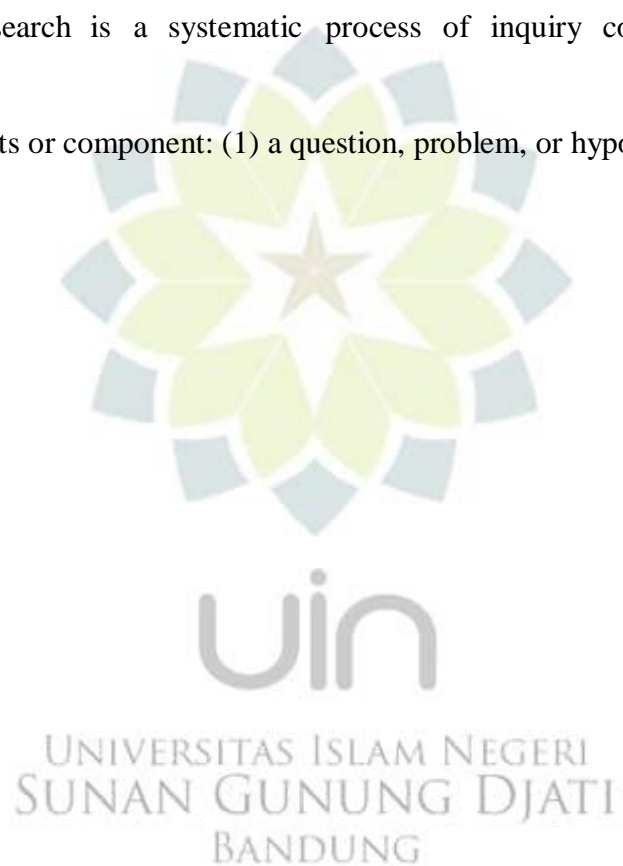 search is a systematic process of inquiry co
ts or component: (1) a question, problem, or hypo
uin
UNIVERSITAS ISLAM NEGERI
SUNAN GUNUNG DJATI
BANDUNG